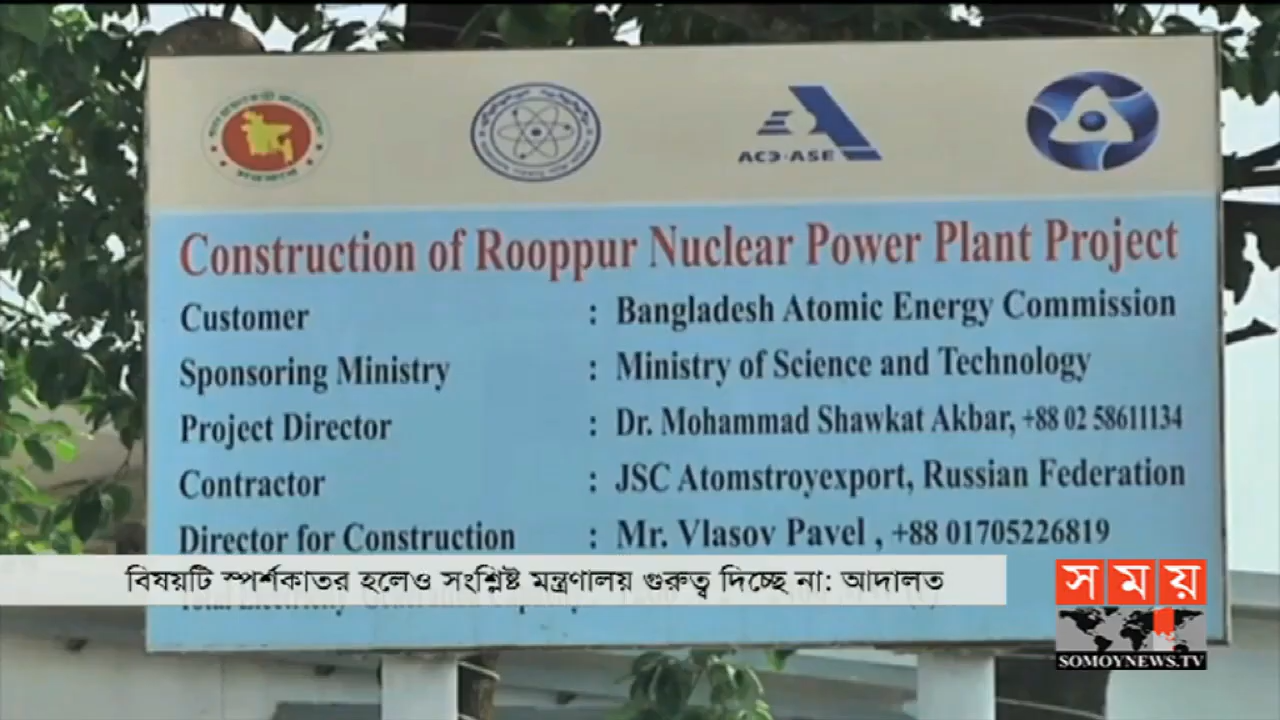 АСЭ-ASE
Construction of Rooppur Nuclear Power Plant Project
Customer : Bangladesh Atomic Energy Commission
Sponsoring Ministry : Ministry of Science and Technology
Project Director : Dr. Mohammad Shawkat Akbar, +88 02 58611134
Contractor : JSC Atomstroyexport, Russian Federation
Director for Construction : Mr. Vlasov Pavel , +88 01705226819
বিষয়টি স্পর্শকাতর হলেও সংশ্লিষ্ট মন্ত্রণালয় গুরুত্ব দিচ্ছে না: আদালত
সময়
SOMOYNEWS.TV